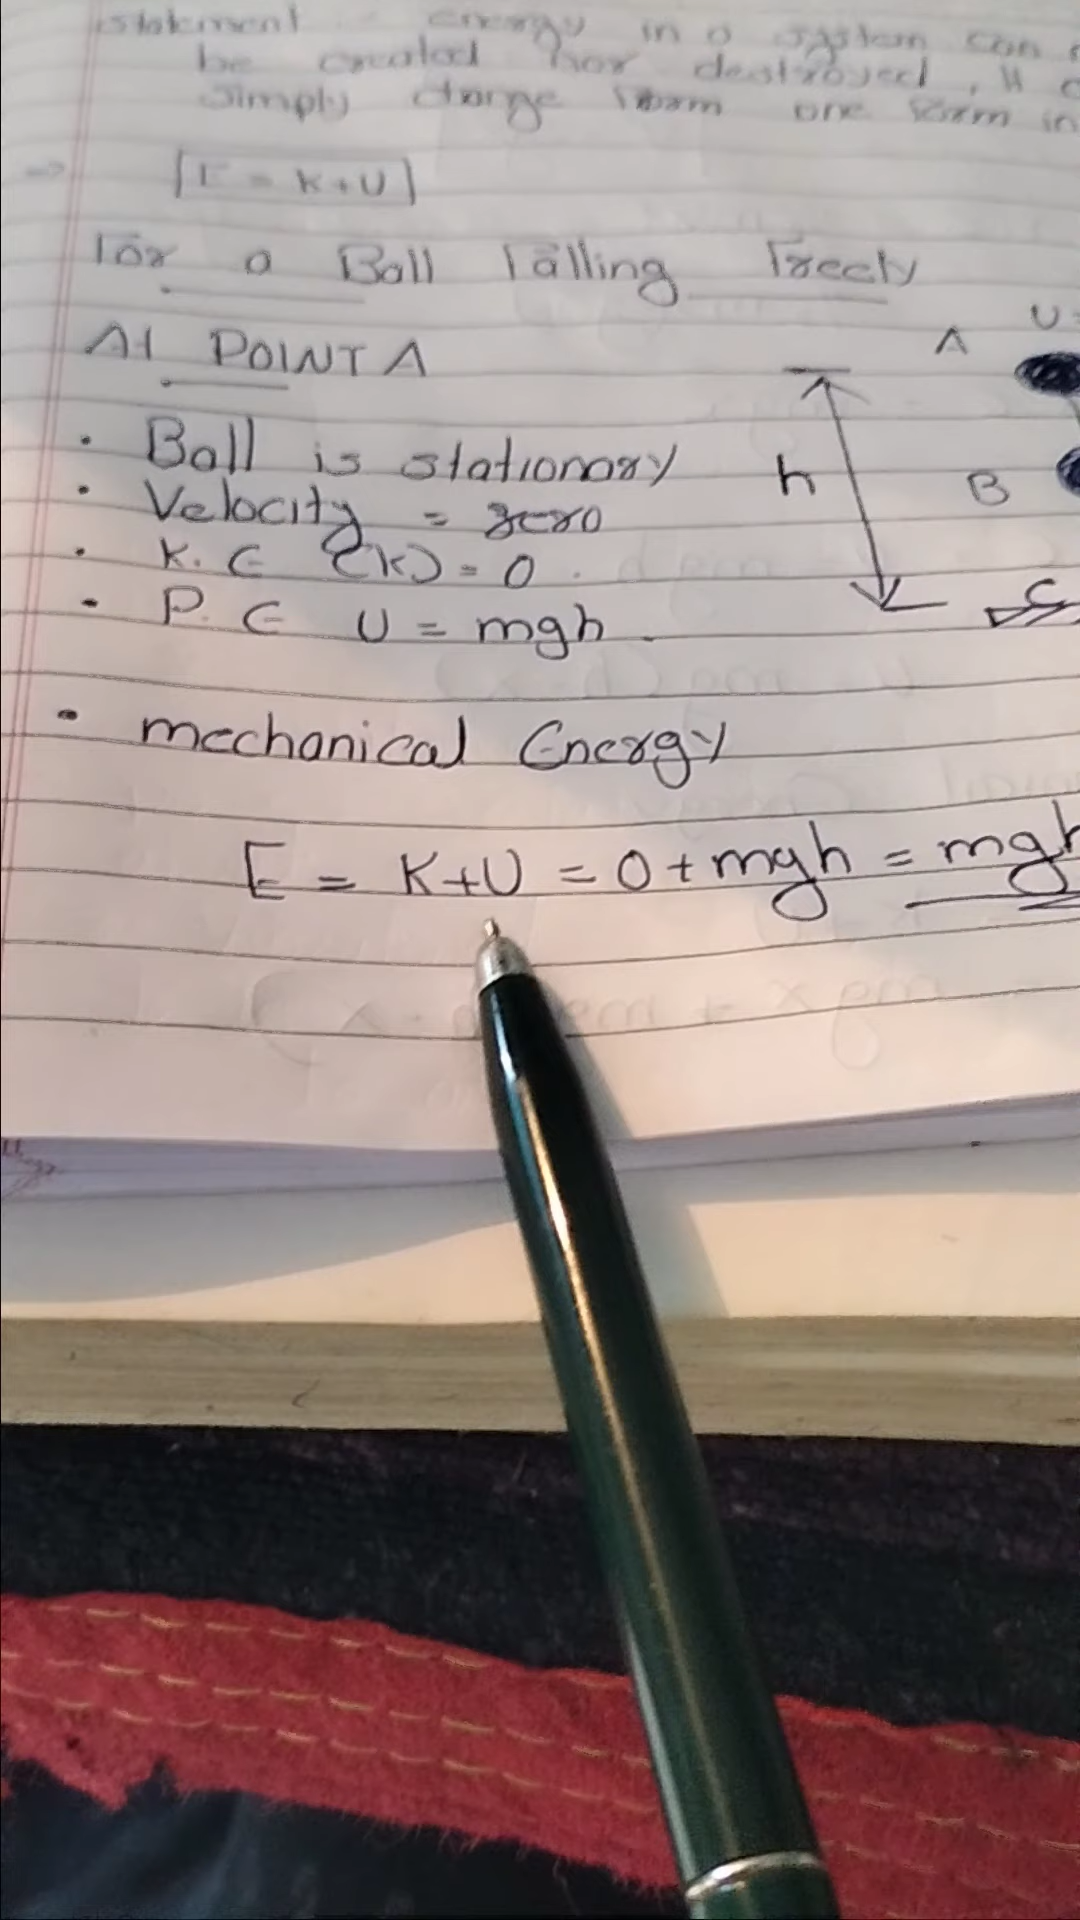 statement energy in a system can
be created nor destroyed, it
simply change form one form in
⇒ [E = K+U]
For a Ball Falling Freely
At POINT A
A U=
• Ball is stationary
h B
• Velocity = zero
• K. E (K) = 0
C
• P. E U = mgh
• mechanical Energy
E = K+U = 0 + mgh = mgh